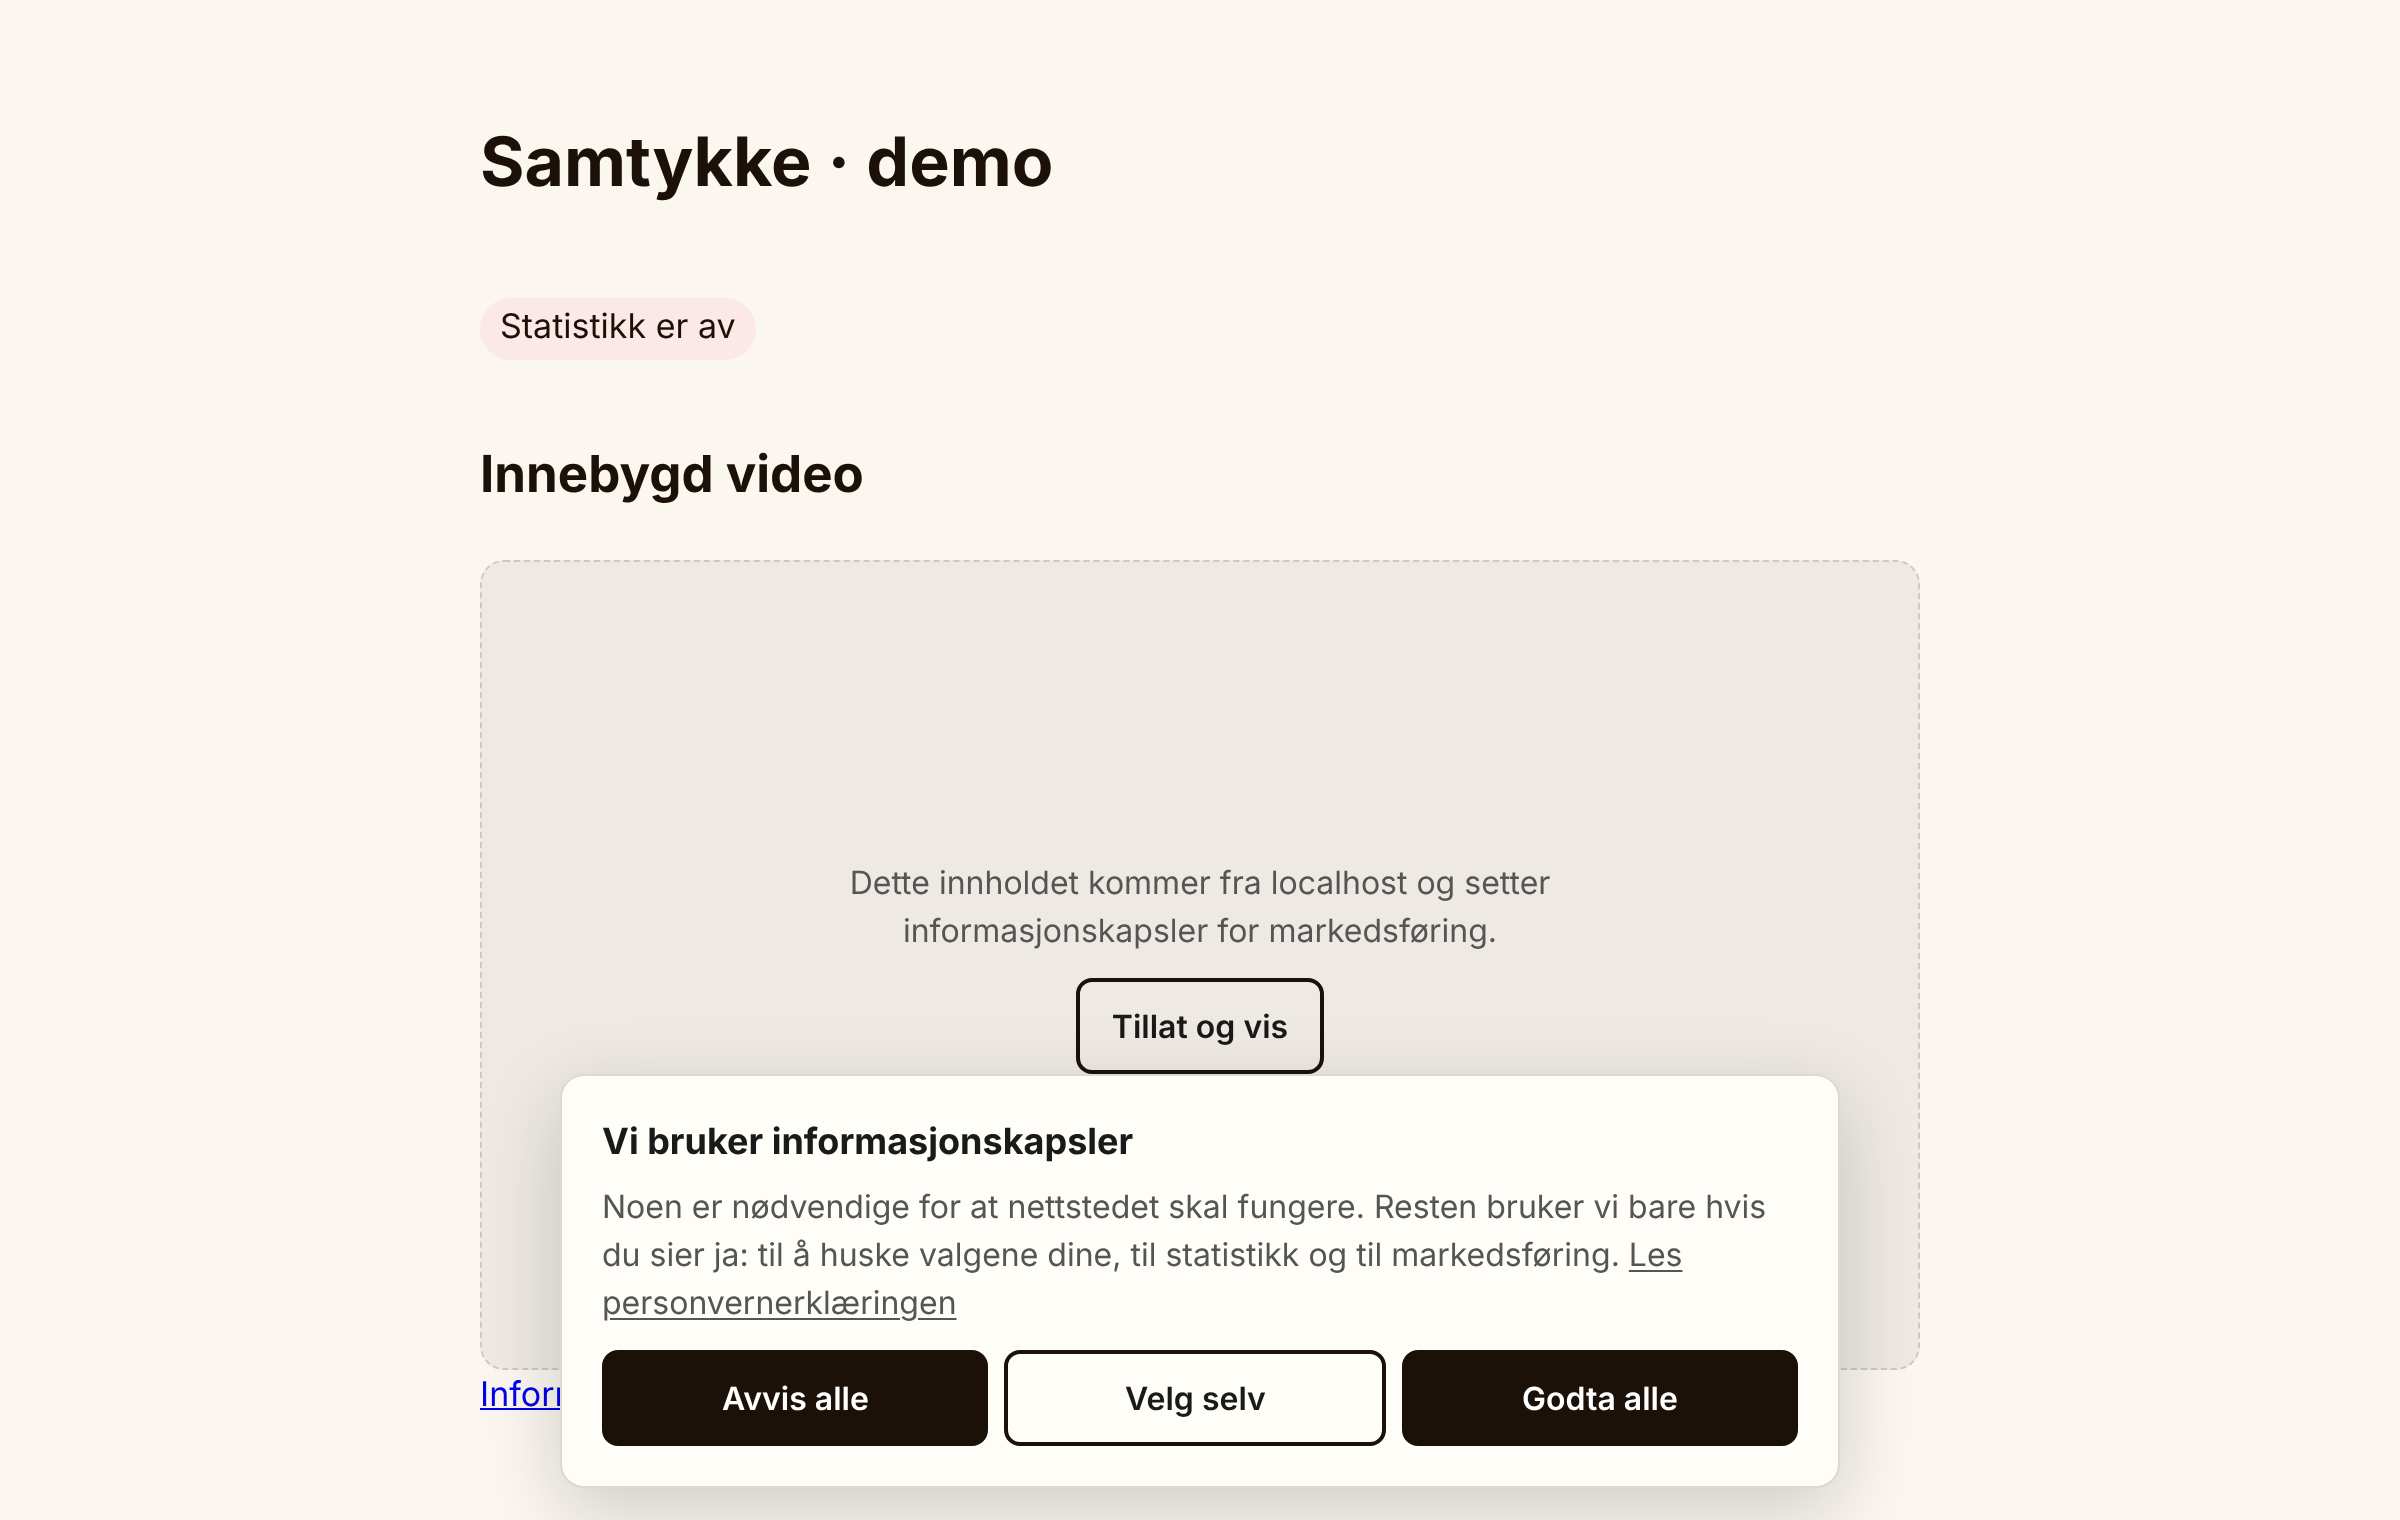 Samtykke · demo
Statistikk er av
Innebygd video
Dette innholdet kommer fra localhost og setter
informasjonskapsler for markedsføring.
Tillat og vis
Vi bruker informasjonskapsler
Noen er nødvendige for at nettstedet skal fungere. Resten bruker vi bare hvis
du sier ja: til å huske valgene dine, til statistikk og til markedsføring. Les
personvernerklæringen
Avvis alle
Velg selv
Godta alle